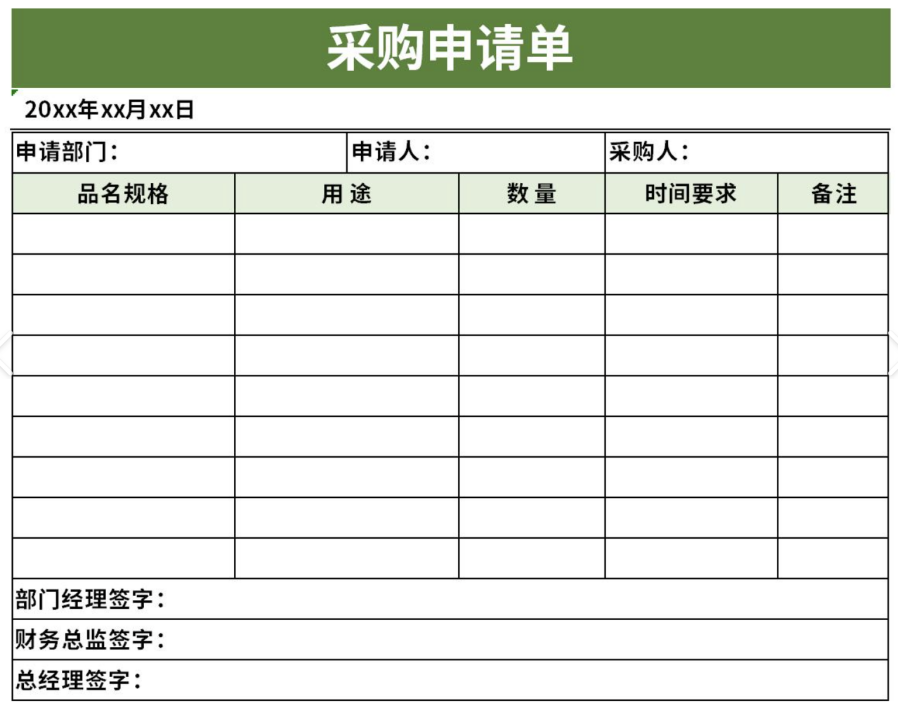 采购申请单
20xx年xx月xx日
申请部门： 申请人： 采购人：
品名规格 用 途 数 量 时间要求 备注
部门经理签字：
财务总监签字：
总经理签字：